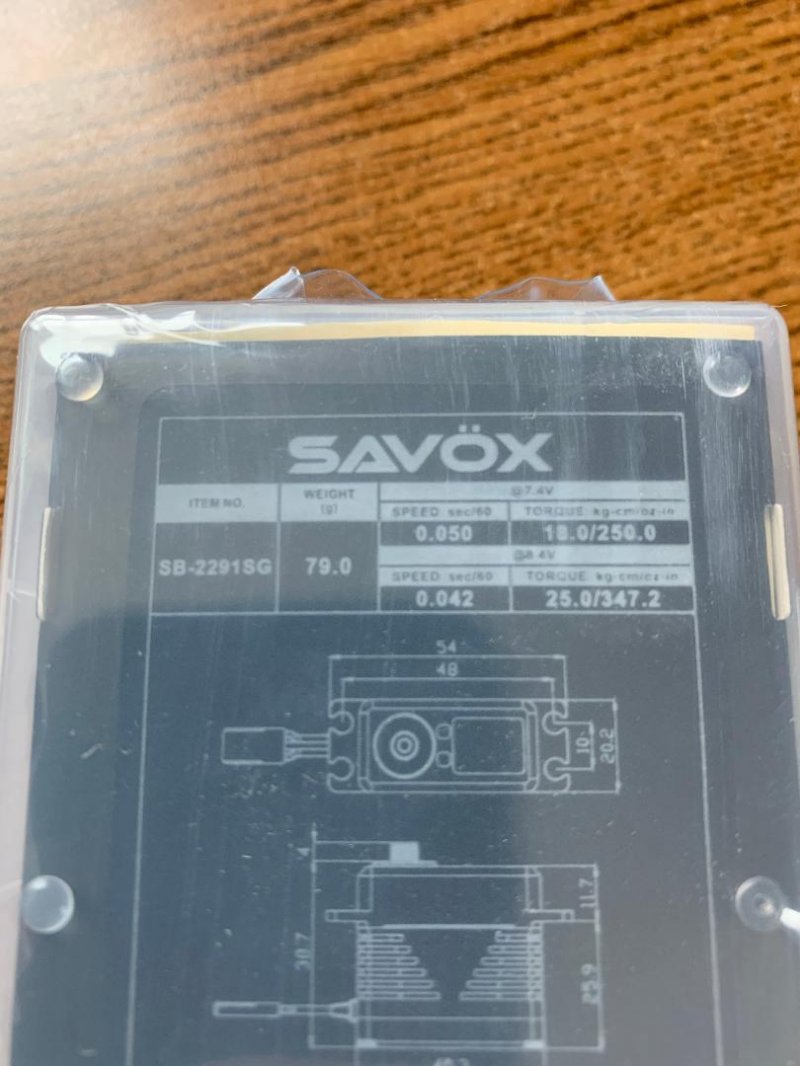 SAVÖX
ITEM NO.
WEIGHT
(g)
@7.4V
SPEED sec/60
TORQUE kg-cm/oz-in
0.050
18.0/250.0
SB-2291SG
79.0
@8.4V
SPEED sec/60
TORQUE kg-cm/oz-in
0.042
25.0/347.2
54
48
10
20.2
4
11.7
25.9